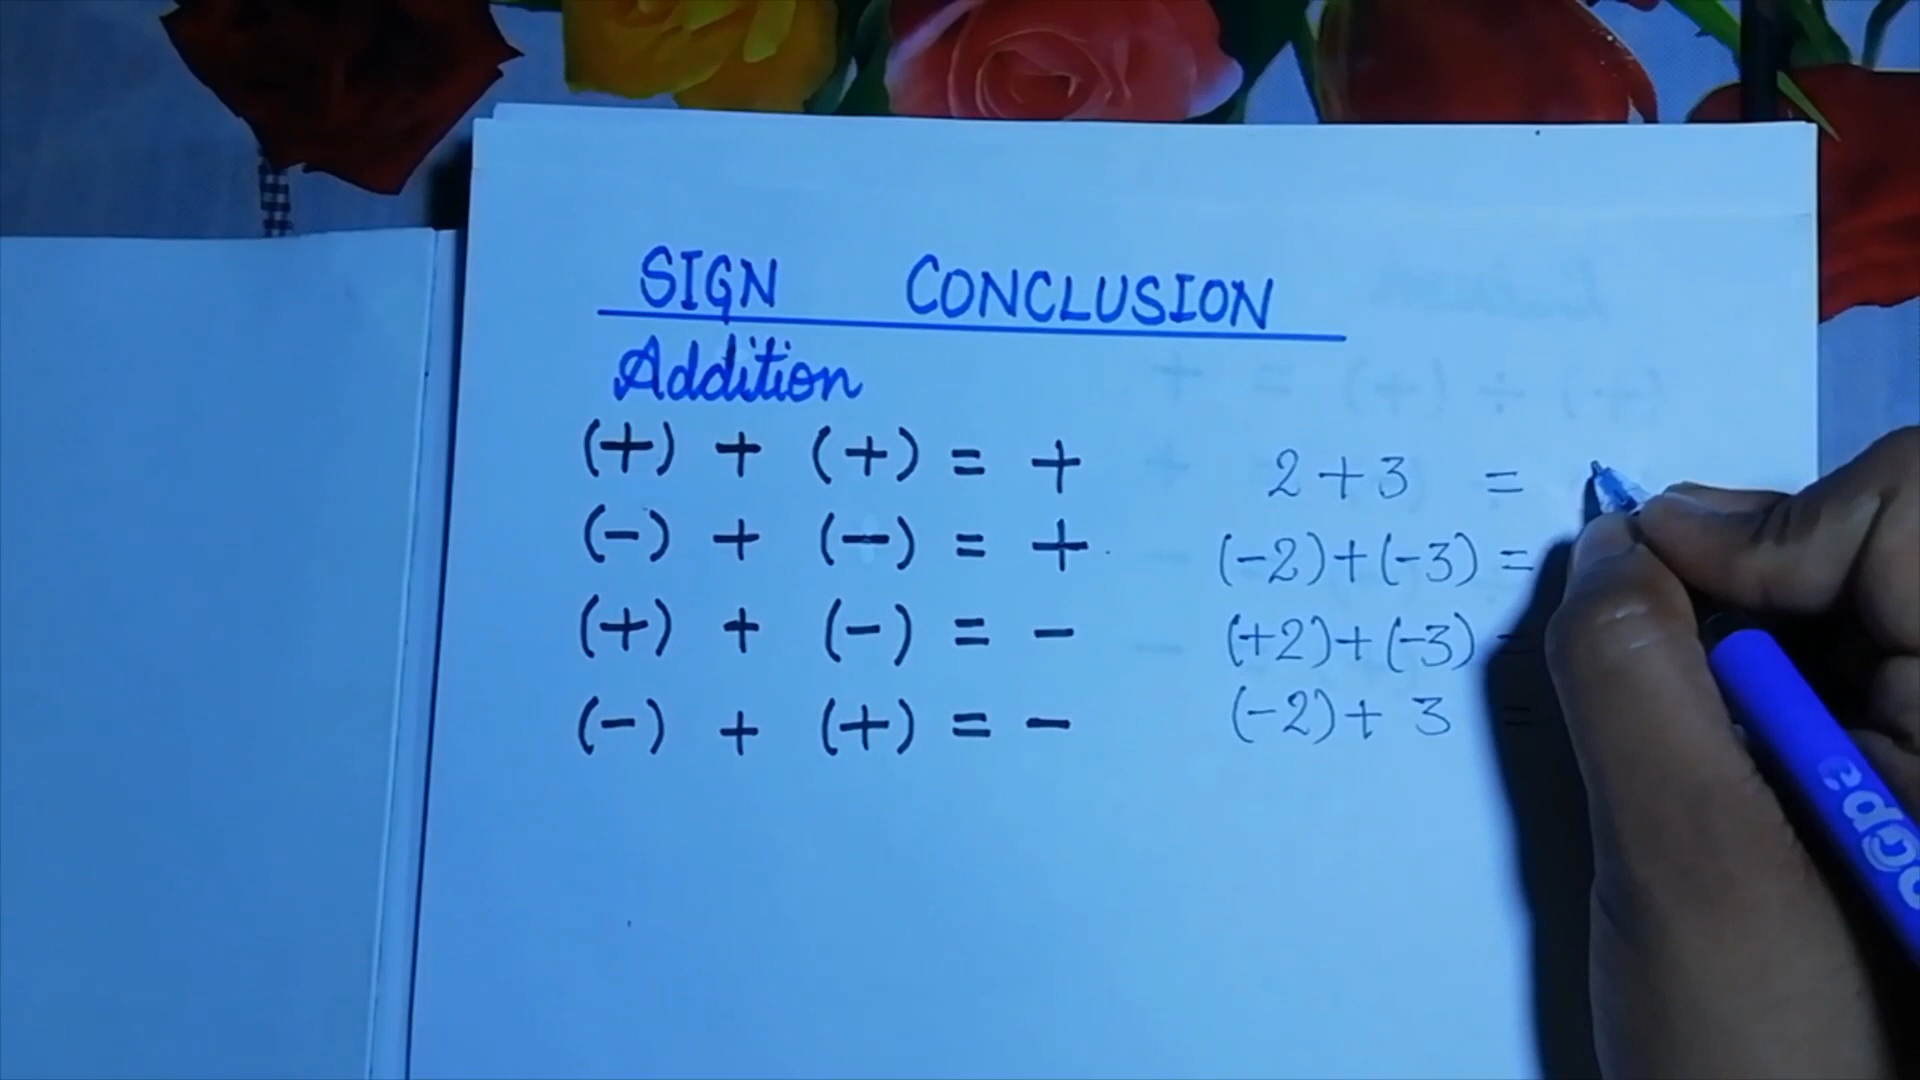 SIGN CONCLUSION
Addition
(+) + (+) = + 2+3 =
(-) + (-) = + (-2)+(-3) =
(+) + (-) = - (+2)+(-3) =
(-) + (+) = - (-2)+ 3 =